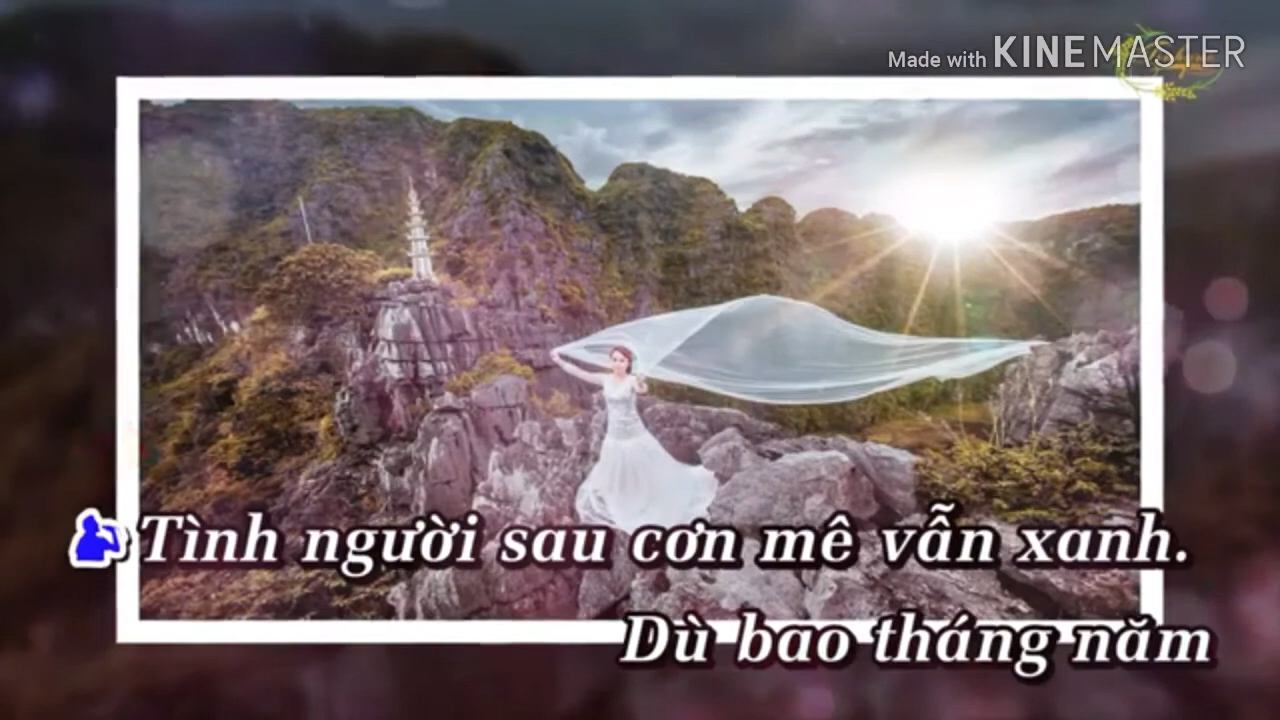 Made with KINEMASTER
Tình người sau cơn mê vẫn xanh.
Dù bao tháng năm